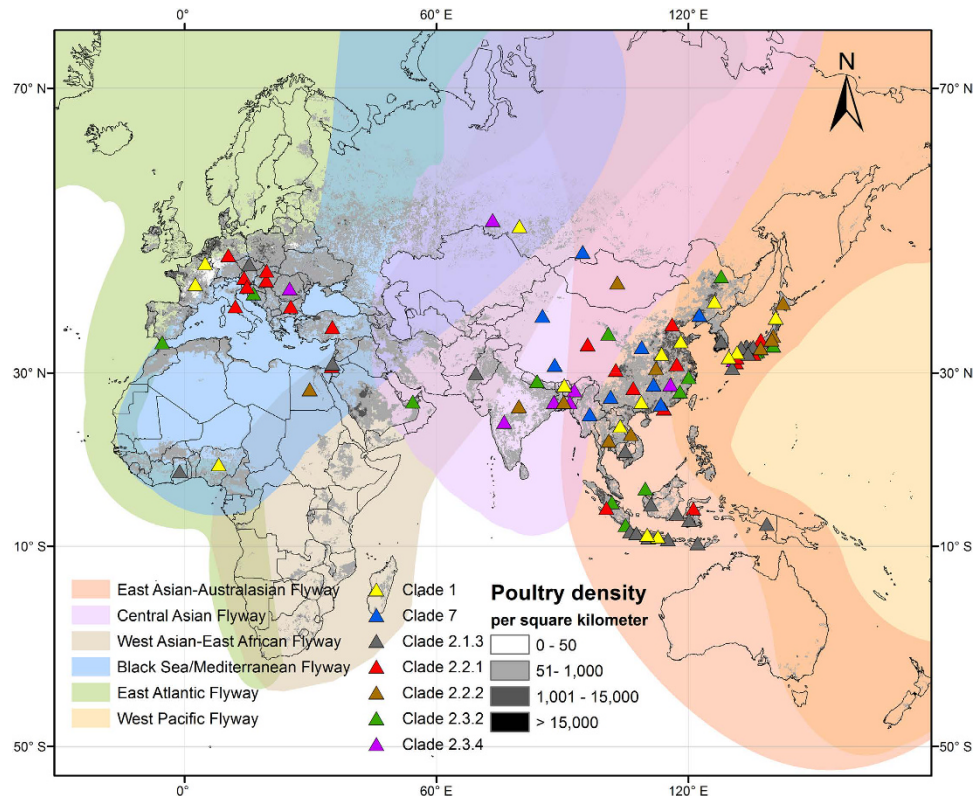 0° 60° E 120° E
N
70° N 70° N
30° N 30° N
10° S 10° S
East Asian-Australasian Flyway
Central Asian Flyway
West Asian-East African Flyway
Black Sea/Mediterranean Flyway
East Atlantic Flyway
West Pacific Flyway
Clade 1
Clade 7
Clade 2.1.3
Clade 2.2.1
Clade 2.2.2
Clade 2.3.2
Clade 2.3.4
Poultry density
per square kilometer
0 - 50
51- 1,000
1,001 - 15,000
> 15,000
50° S 50° S
0° 60° E 120° E